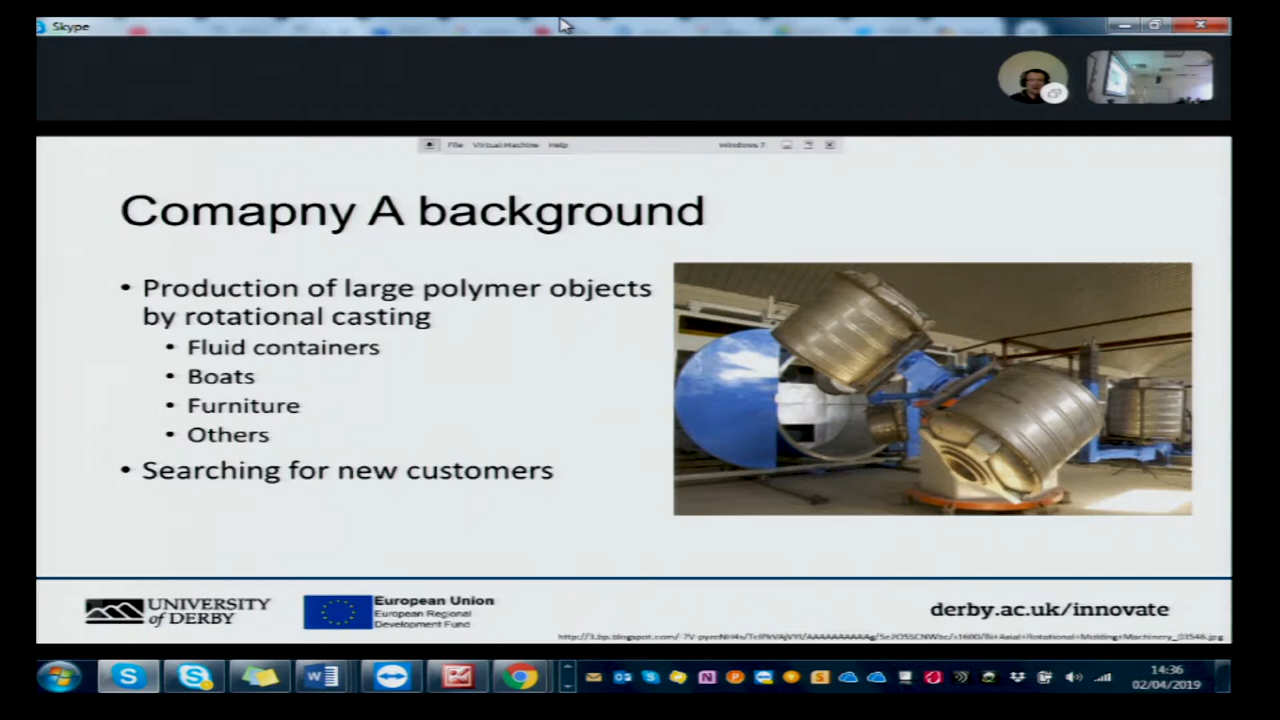 Skype
File Virtual Machine Help
Windows 7
Comapny A background
• Production of large polymer objects
by rotational casting
• Fluid containers
• Boats
• Furniture
• Others
• Searching for new customers
UNIVERSITY
of DERBY
European Union
European Regional
Development Fund
derby.ac.uk/innovate
14:36
02/04/2019